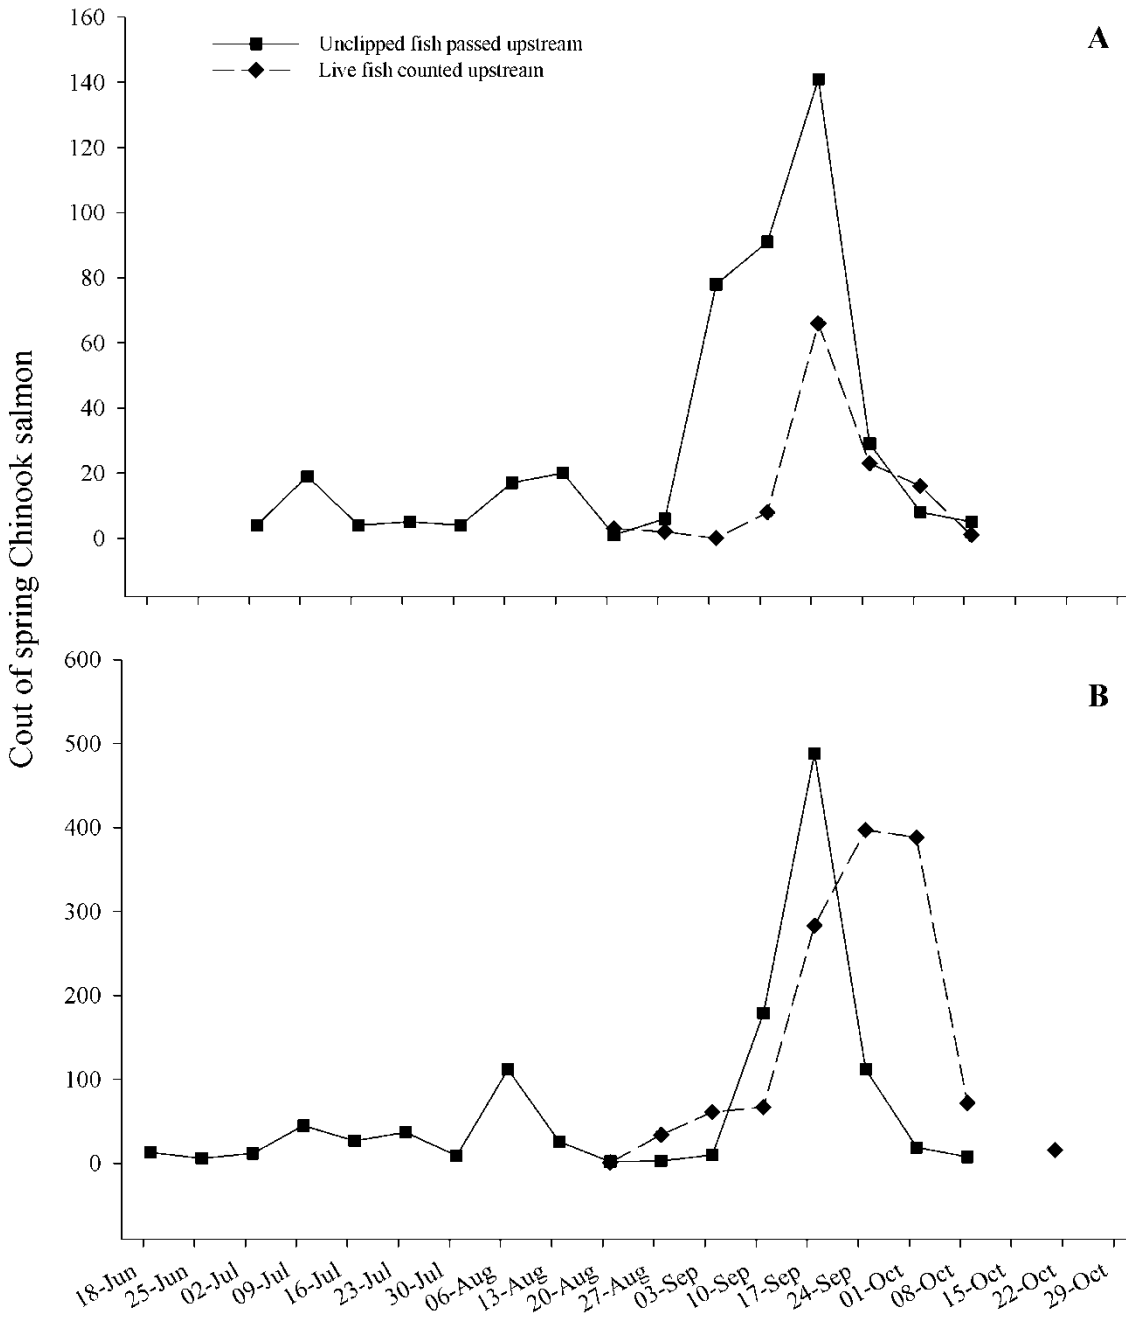 Cout of spring Chinook salmon
A
Unclipped fish passed upstream
Live fish counted upstream
160
140
120
100
80
60
40
20
0
B
600
500
400
300
200
100
0
18-Jun
25-Jun
02-Jul
09-Jul
16-Jul
23-Jul
30-Jul
06-Aug
13-Aug
20-Aug
27-Aug
03-Sep
10-Sep
17-Sep
24-Sep
01-Oct
08-Oct
15-Oct
22-Oct
29-Oct